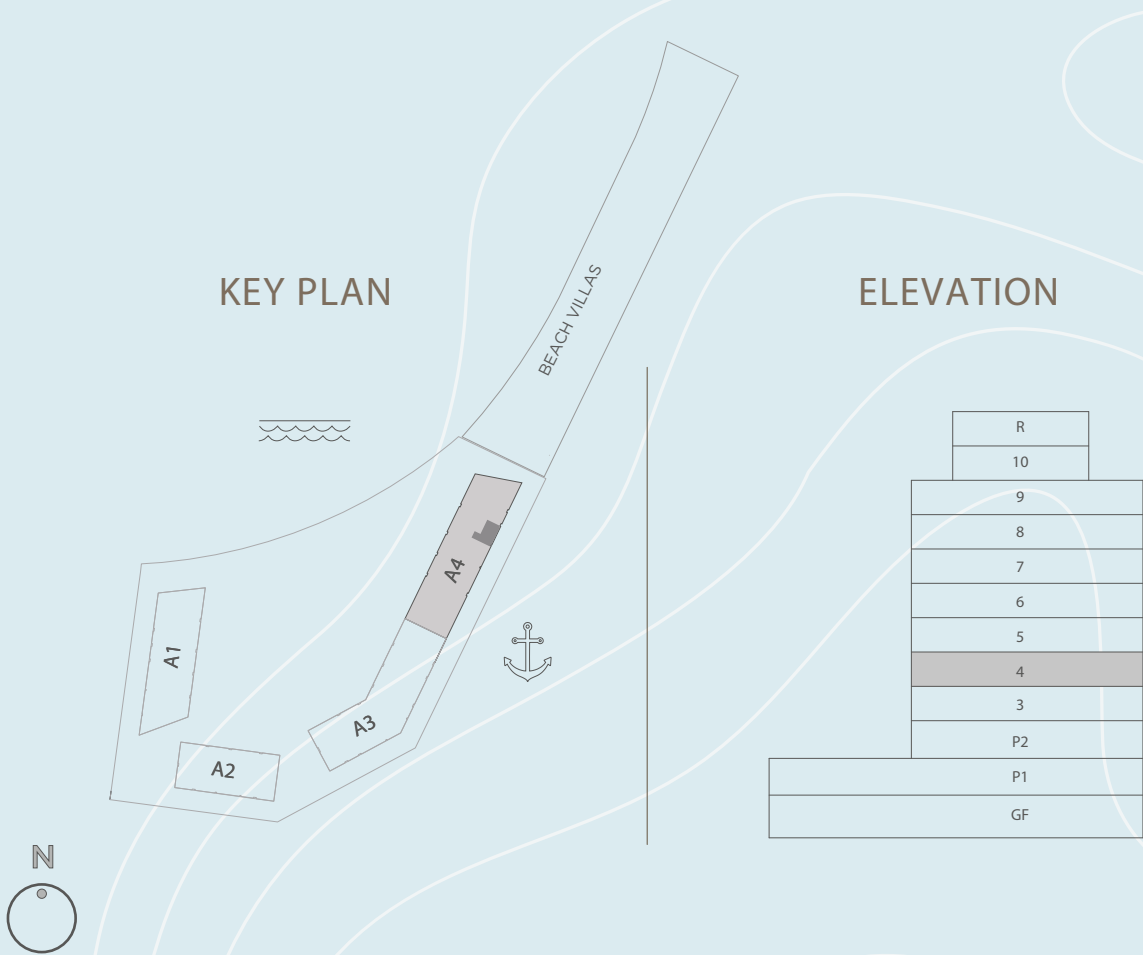 KEY PLAN
BEACH VILLAS
A4
A1
A3
A2
N
ELEVATION
R
10
9
8
7
6
5
4
3
P2
P1
GF